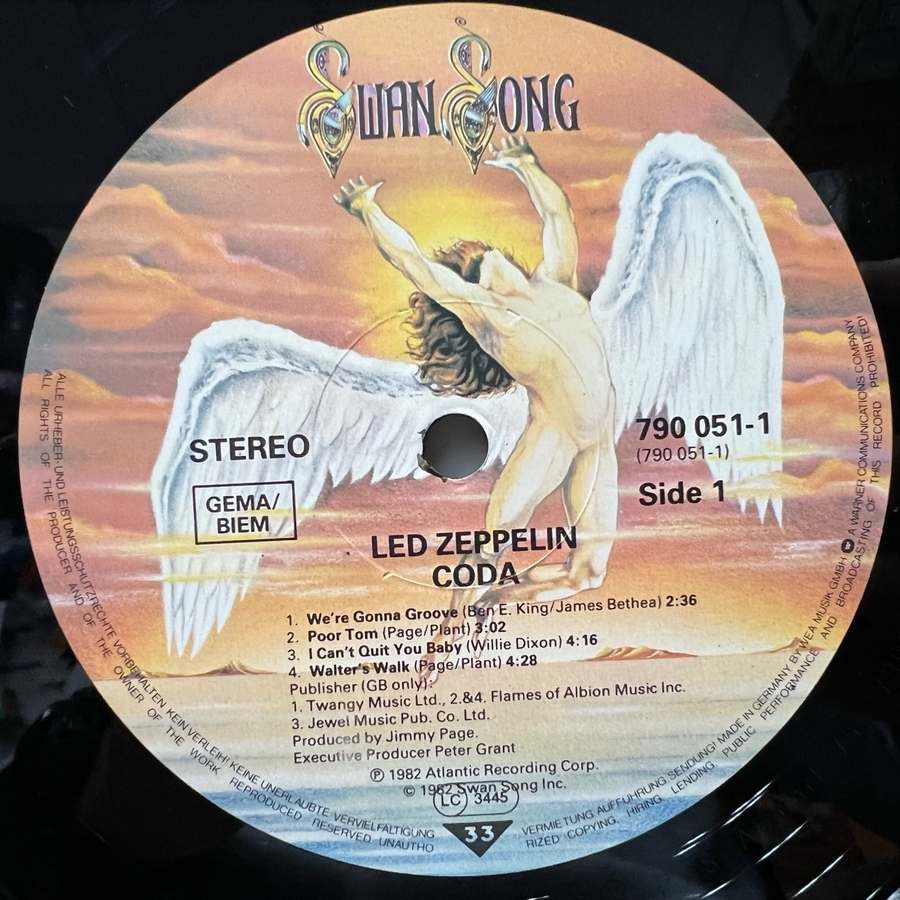 SWAN SONG
STEREO
GEMA/
BIEM
790 051-1
(790 051-1)
Side 1
LED ZEPPELIN
CODA
1. We're Gonna Groove (Ben E. King/James Bethea) 2:36
2. Poor Tom (Page/Plant) 3:02
3. I Can't Quit You Baby (Willie Dixon) 4:16
4. Walter's Walk (Page/Plant) 4:28
Publisher (GB only):
1. Twangy Music Ltd., 2.&4. Flames of Albion Music Inc.
3. Jewel Music Pub. Co. Ltd.
Produced by Jimmy Page.
Executive Producer Peter Grant
℗ 1982 Atlantic Recording Corp.
© 1982 Swan Song Inc.
LC 3445
33
ALLE URHEBER-UND LEISTUNGSSCHUTZRECHTE VORBEHALTEN KEIN VERLEIH! KEINE UNERLAUBTE VERVIELFÄLTIGUNG
VERMIETUNG AUFFÜHRUNG, SENDUNG! MADE IN GERMANY BY WEA MUSIK GMBH A WARNER COMMUNICATIONS COMPANY
ALL RIGHTS OF THE PRODUCER AND OF THE OWNER OF THE WORK REPRODUCED RESERVED UNAUTHO
RIZED COPYING, HIRING, LENDING, PUBLIC PERFORMANCE AND BROADCASTING OF THIS RECORD PROHIBITED!